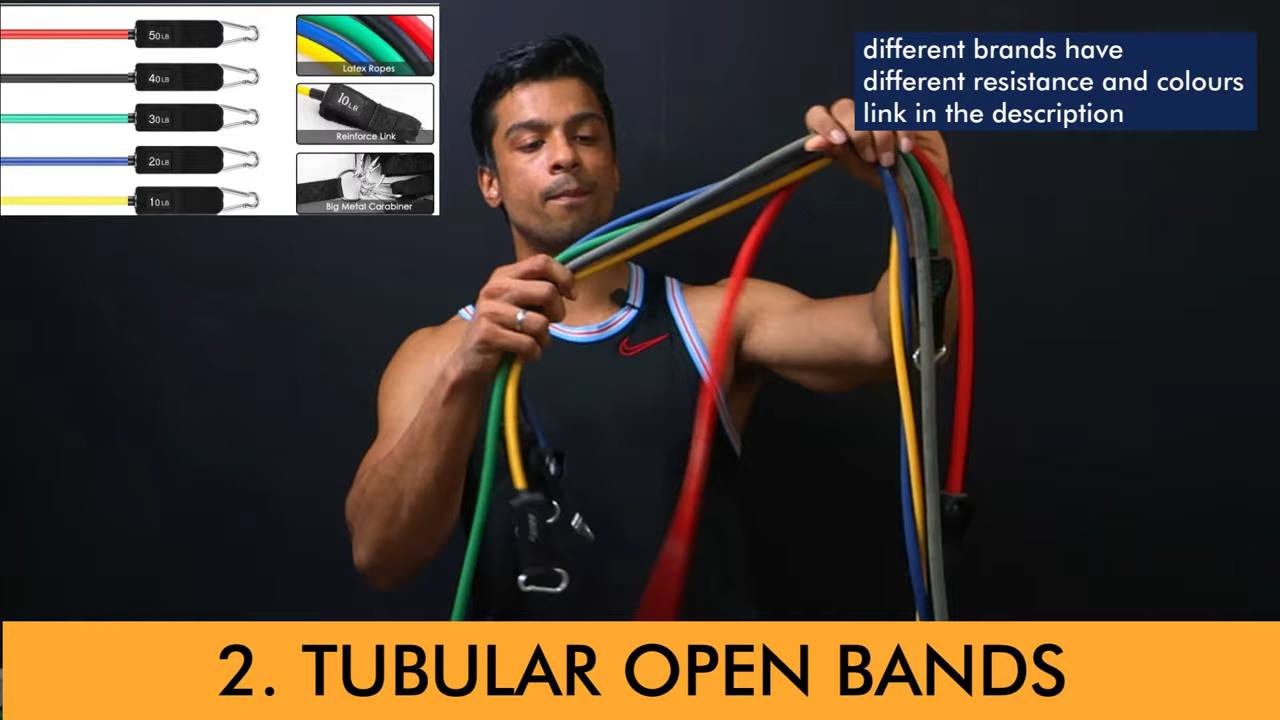 50LB
40LB
30LB
20LB
10LB
Latex Ropes
10LB
Reinforce Link
Big Metal Carabiner
different brands have
different resistance and colours
link in the description
2. TUBULAR OPEN BANDS